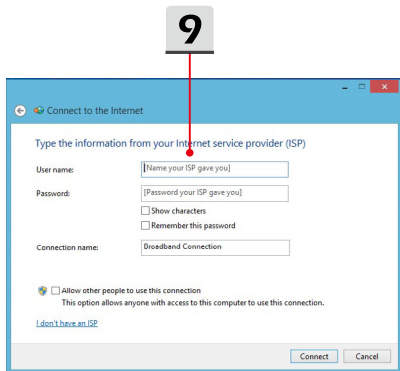 9
Connect to the Internet
Type the information from your Internet service provider (ISP)
User name: [Name your ISP gave you]
Password: [Password your ISP gave you]
Show characters
Remember this password
Connection name: Broadband Connection
Allow other people to use this connection
This option allows anyone with access to this computer to use this connection.
I don't have an ISP
Connect Cancel